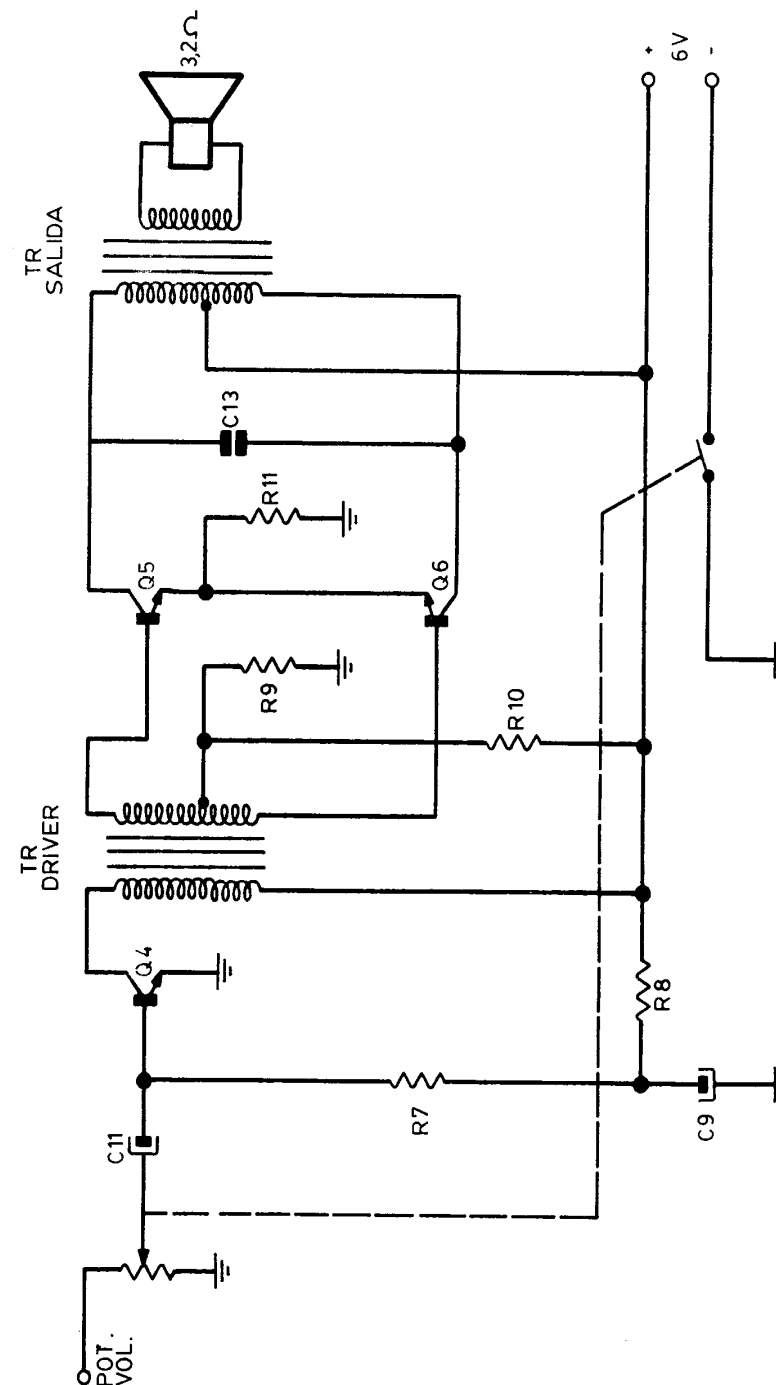 POT.
VOL.
C11
R7
C9
R8
Q4
TR
DRIVER
R9
R10
Q5
Q6
R11
C13
TR
SALIDA
3,2Ω
+
6V
-